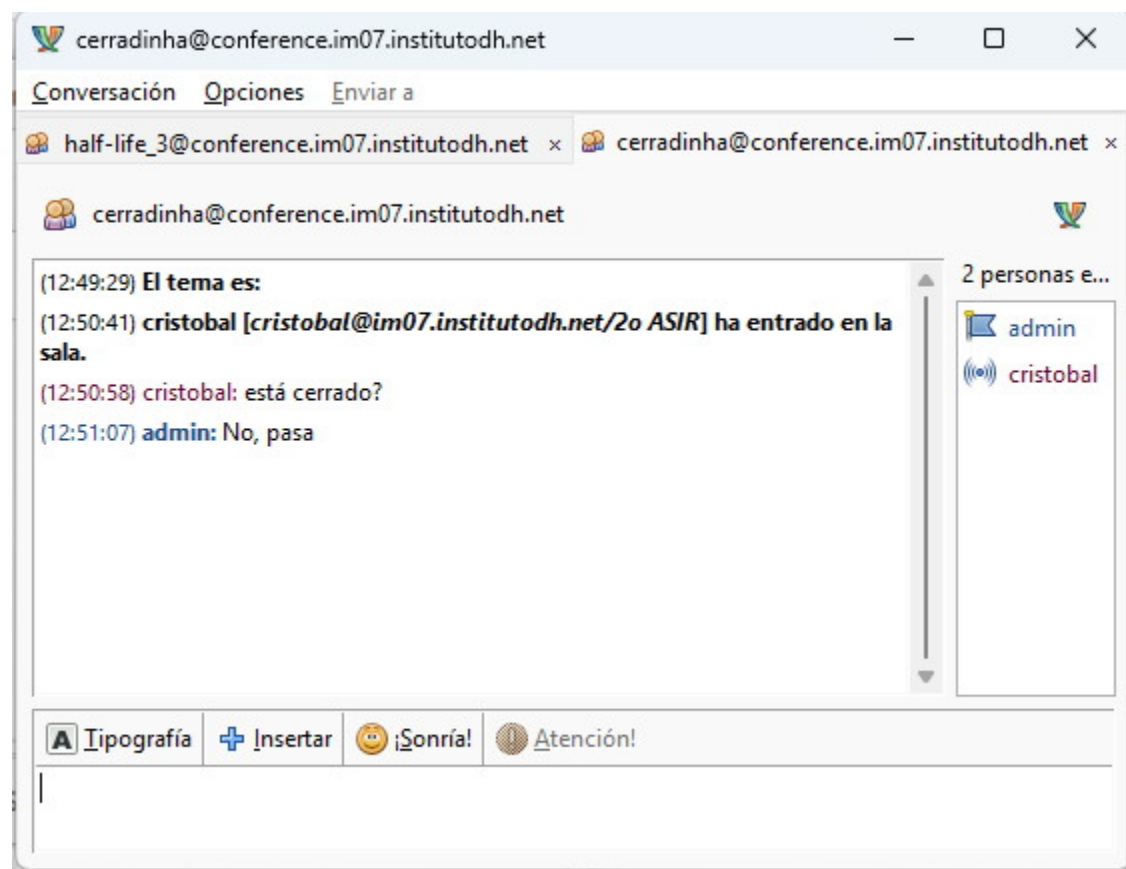 cerradinha@conference.im07.institutodh.net
Conversación Opciones Enviar a
half-life_3@conference.im07.institutodh.net × cerradinha@conference.im07.institutodh.net ×
cerradinha@conference.im07.institutodh.net
(12:49:29) El tema es:
(12:50:41) cristobal [cristobal@im07.institutodh.net/2o ASIR] ha entrado en la
sala.
(12:50:58) cristobal: está cerrado?
(12:51:07) admin: No, pasa
2 personas e...
admin
cristobal
A Tipografía Insertar ¡Sonría! Atención!